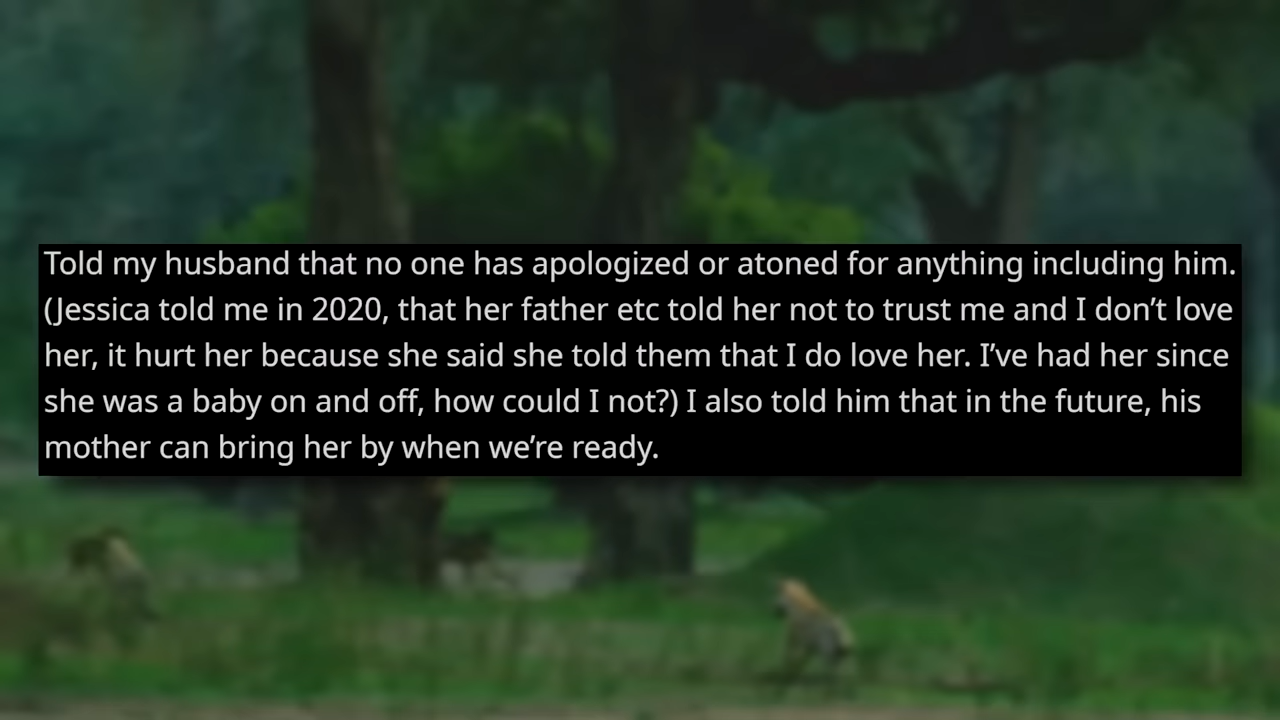 Told my husband that no one has apologized or atoned for anything including him.
(Jessica told me in 2020, that her father etc told her not to trust me and I don’t love
her, it hurt her because she said she told them that I do love her. I’ve had her since
she was a baby on and off, how could I not?) I also told him that in the future, his
mother can bring her by when we’re ready.